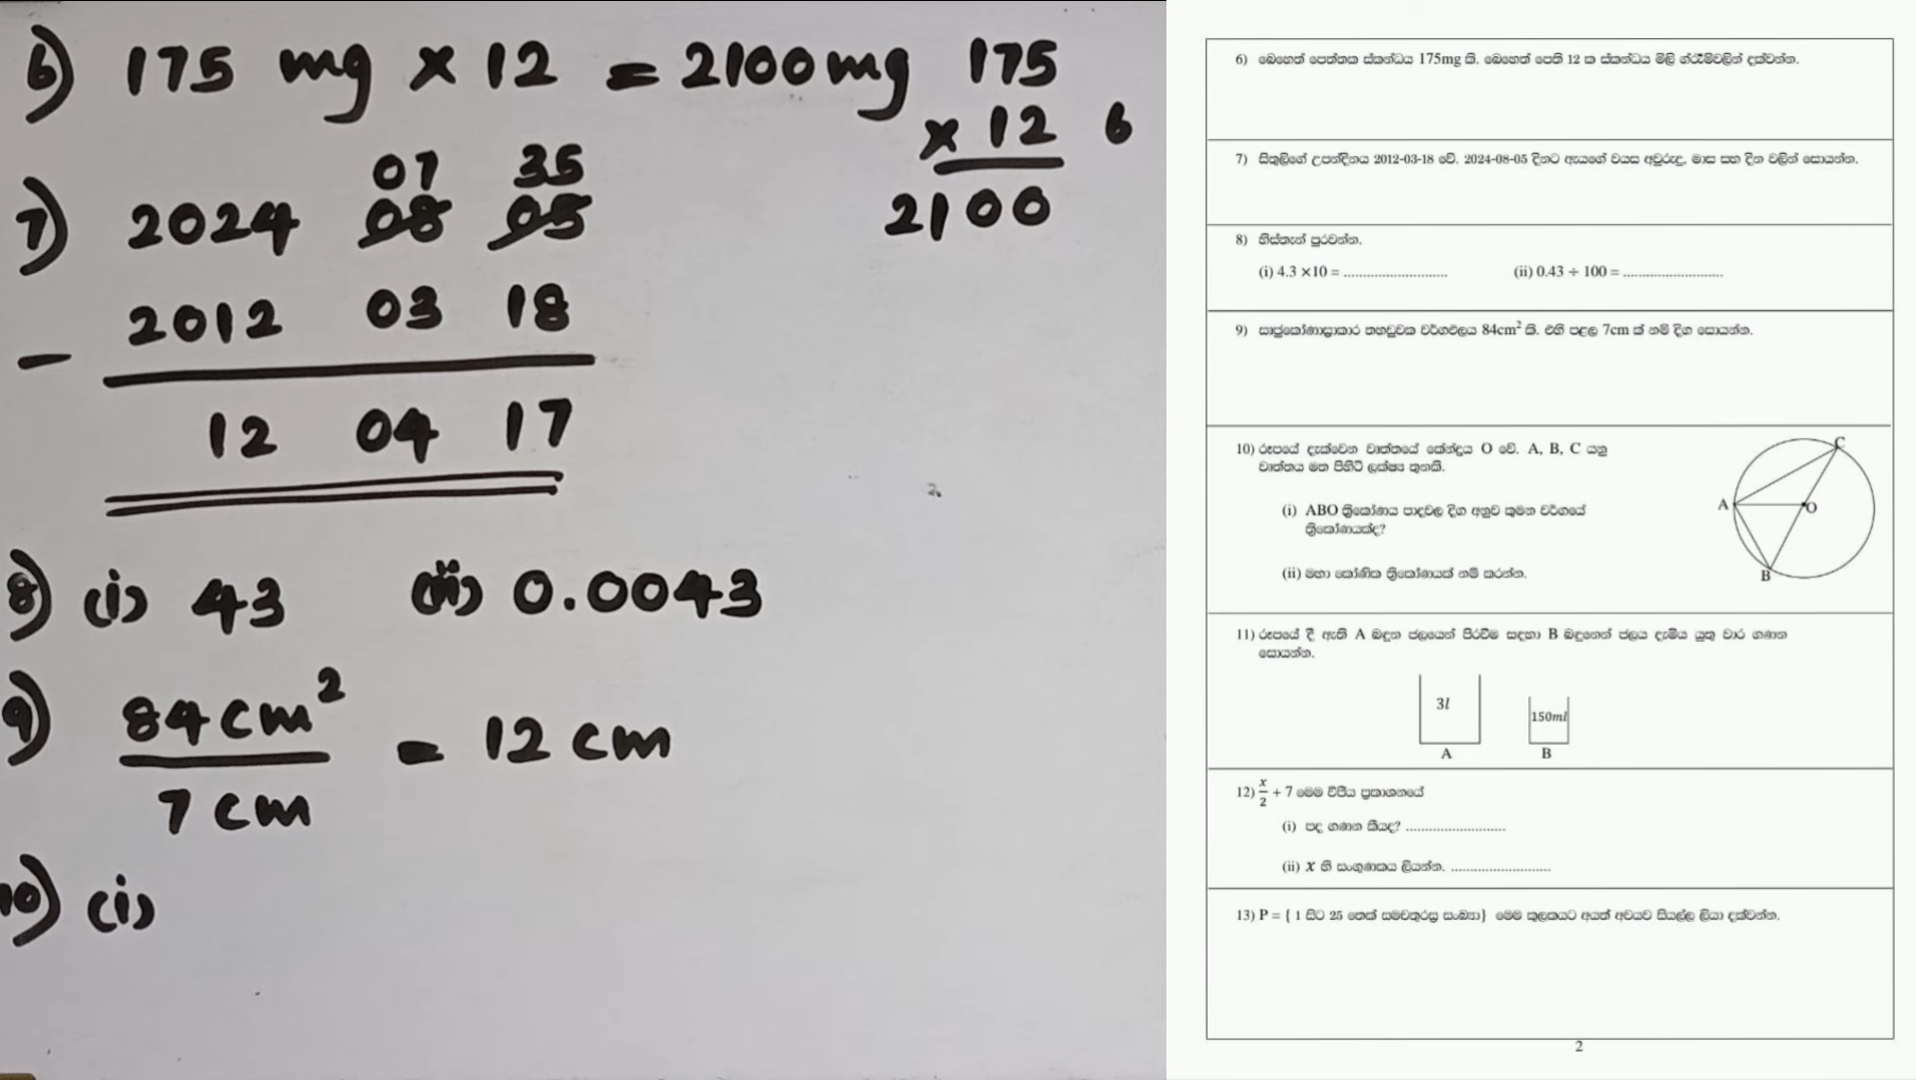 6) 175 mg × 12 = 2100 mg
175
× 12 6
2100
07 35
7) 2024 08 05
− 2012 03 18
12 04 17
8) (i) 43 (ii) 0.0043
9) 84 cm² / 7 cm = 12 cm
10) (i)
6) බෙහෙත් පෙත්තක ස්කන්ධය 175mg කි. බෙහෙත් පෙති 12 ක ස්කන්ධය මිලි ග්රෑම්වලින් දක්වන්න.
7) සිතුලිගේ උපන්දිනය 2012-03-18 වේ. 2024-08-05 දිනට ඇයගේ වයස අවුරුදු, මාස සහ දින වලින් සොයන්න.
8) හිස්තැන් පුරවන්න.
(i) 4.3 ×10 = .......................... (ii) 0.43 ÷ 100 = .........................
9) සෘජුකෝණාස්‍රාකාර තහඩුවක වර්ගඵලය 84cm² කි. එහි පළල 7cm ක් නම් දිග සොයන්න.
10) රූපයේ දැක්වෙන වෘත්තයේ කේන්ද්‍රය O වේ. A, B, C යනු
වෘත්තය මත පිහිටි ලක්ෂ්‍ය තුනකි.
(i) ABO ත්‍රිකෝණය පාදවල දිග අනුව කුමන වර්ගයේ
ත්‍රිකෝණයක්ද?
(ii) මහා කෝණික ත්‍රිකෝණයක් නම් කරන්න.
C
A
O
B
11) රූපයේ දී ඇති A බඳුන ජලයෙන් පිරවීම සඳහා B බඳුනෙන් ජලය දැමිය යුතු වාර ගණන
සොයන්න.
3l
150ml
A B
12) x/2 + 7 මෙම වීජීය ප්‍රකාශනයේ
(i) පද ගණන කීයද? .........................
(ii) x හි සංගුණකය ලියන්න. .........................
13) P = { 1 සිට 25 තෙක් සමචතුරස්‍ර සංඛ්‍යා} මෙම කුලකයට අයත් අවයව සියල්ල ලියා දක්වන්න.
2